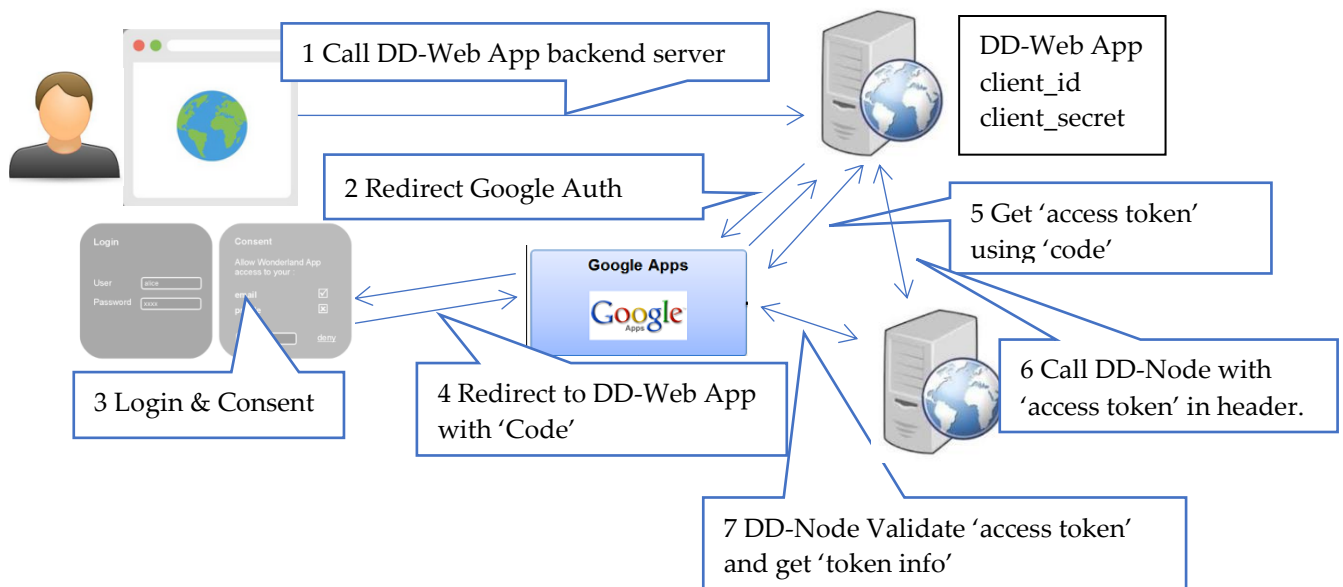 1 Call DD-Web App backend server
DD-Web App
client_id
client_secret
2 Redirect Google Auth
5 Get ‘access token’
using ‘code’
Login
User
alice
Password
xxxx
Consent
Allow Wonderland App
access to your
email
deny
Google Apps
Google
Apps
3 Login & Consent
4 Redirect to DD-Web App
with ‘Code’
6 Call DD-Node with
‘access token’ in header.
7 DD-Node Validate ‘access token’
and get ‘token info’